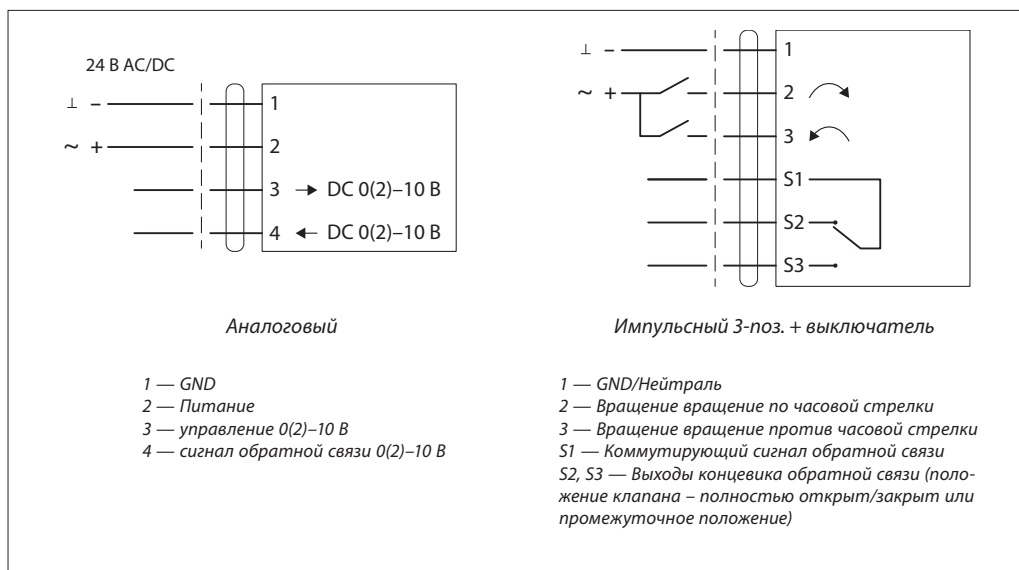 24 В AC/DC
⊥ –
~ +
1
2
3 → DC 0(2)–10 В
4 ← DC 0(2)–10 В
Аналоговый
1 — GND
2 — Питание
3 — управление 0(2)–10 В
4 — сигнал обратной связи 0(2)–10 В
⊥ –
~ +
1
2
3
S1
S2
S3
Импульсный 3-поз. + выключатель
1 — GND/Нейтраль
2 — Вращение вращение по часовой стрелки
3 — Вращение вращение против часовой стрелки
S1 — Коммутирующий сигнал обратной связи
S2, S3 — Выходы концевика обратной связи (поло-
жение клапана – полностью открыт/закрыт или
промежуточное положение)